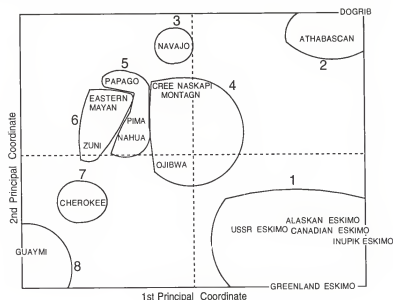 3
DOGRIB
NAVAJO
ATHABASCAN
2
5
PAPAGO
CREE NASKAPI
MONTAGN
4
EASTERN
MAYAN
6
PIMA
NAHUA
ZUNI
OJIBWA
7
1
CHEROKEE
ALASKAN ESKIMO
USSR ESKIMO CANADIAN ESKIMO
INUPIK ESKIMO
GUAYMI
8
GREENLAND ESKIMO
1st Principal Coordinate
2nd Principal Coordinate